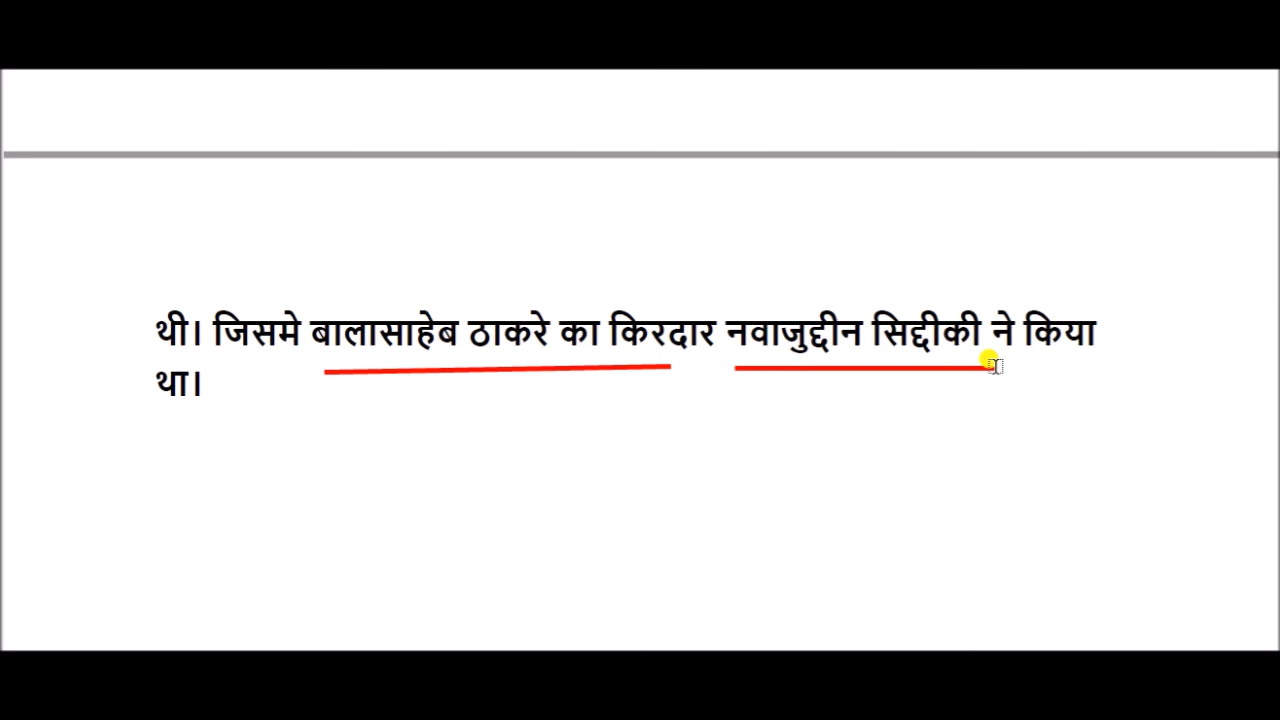 थी। जिसमे बालासाहेब ठाकरे का किरदार नवाजुद्दीन सिद्दीकी ने किया
था।